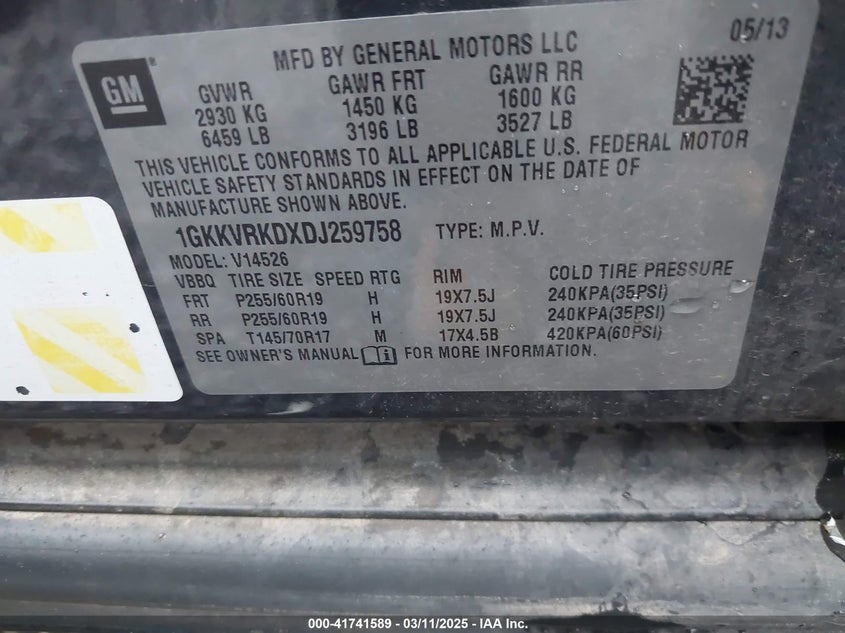 MFD BY GENERAL MOTORS LLC 05/13
GM
GVWR GAWR FRT GAWR RR
2930 KG 1450 KG 1600 KG
6459 LB 3196 LB 3527 LB
THIS VEHICLE CONFORMS TO ALL APPLICABLE U.S. FEDERAL MOTOR
VEHICLE SAFETY STANDARDS IN EFFECT ON THE DATE OF
MANUFACTURE SHOWN ABOVE.
1GKKVRKDXDJ259758 TYPE: M.P.V.
MODEL: V14526
VBBQ TIRE SIZE SPEED RTG RIM COLD TIRE PRESSURE
FRT P255/60R19 H 19X7.5J 240KPA(35PSI)
RR P255/60R19 H 19X7.5J 240KPA(35PSI)
SPA T145/70R17 M 17X4.5B 420KPA(60PSI)
SEE OWNER'S MANUAL FOR MORE INFORMATION.
000-41741589 - 03/11/2025 - IAA Inc.